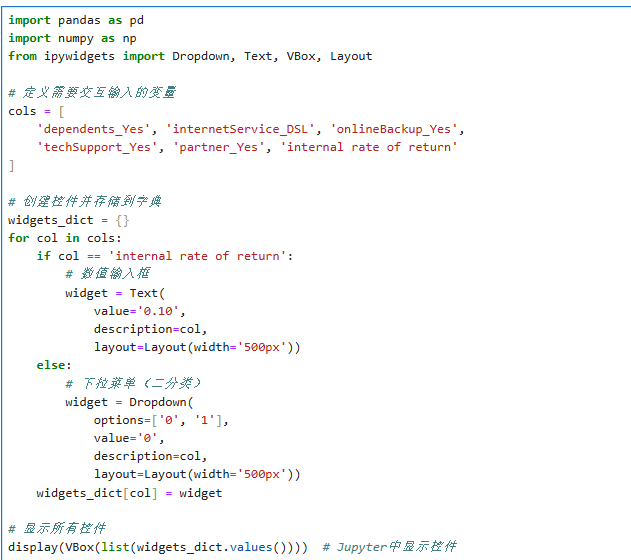 import pandas as pd
import numpy as np
from ipywidgets import Dropdown, Text, VBox, Layout
# 定义需要交互输入的变量
cols = [
    'dependents_Yes', 'internetService_DSL', 'onlineBackup_Yes',
    'techSupport_Yes', 'partner_Yes', 'internal rate of return'
]
# 创建控件并存储到字典
widgets_dict = {}
for col in cols:
    if col == 'internal rate of return':
        # 数值输入框
        widget = Text(
            value='0.10',
            description=col,
            layout=Layout(width='500px'))
    else:
        # 下拉菜单（二分类）
        widget = Dropdown(
            options=['0', '1'],
            value='0',
            description=col,
            layout=Layout(width='500px'))
    widgets_dict[col] = widget
# 显示所有控件
display(VBox(list(widgets_dict.values())))  # Jupyter中显示控件